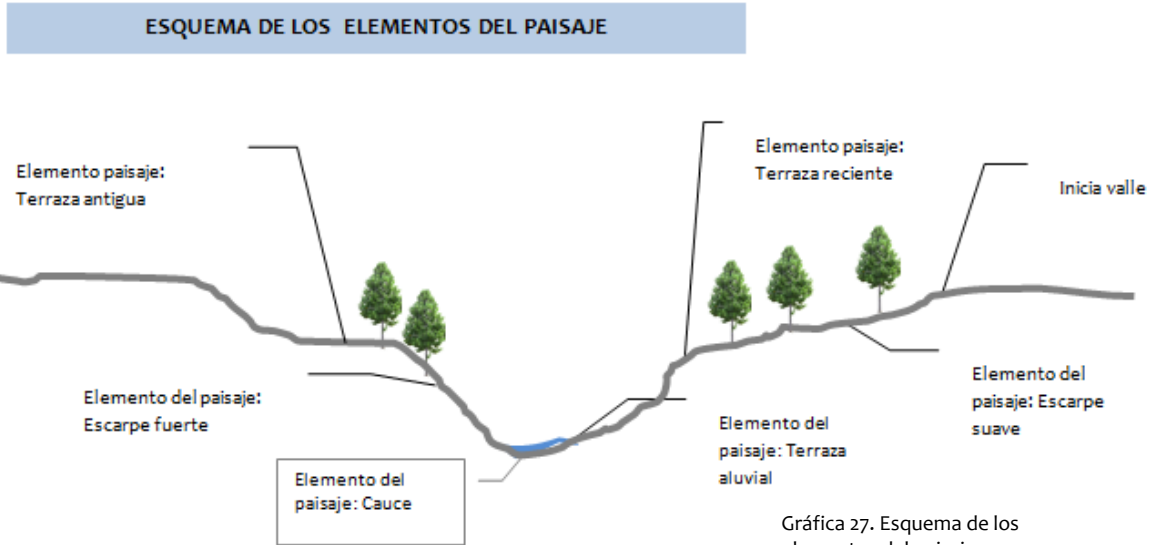 ESQUEMA DE LOS ELEMENTOS DEL PAISAJE
Elemento paisaje:
Terraza antigua
Elemento paisaje:
Terraza reciente
Inicia valle
Elemento del paisaje:
Escarpe fuerte
Elemento del
paisaje: Escarpe
suave
Elemento del
paisaje: Terraza
aluvial
Elemento del
paisaje: Cauce
Gráfica 27. Esquema de los